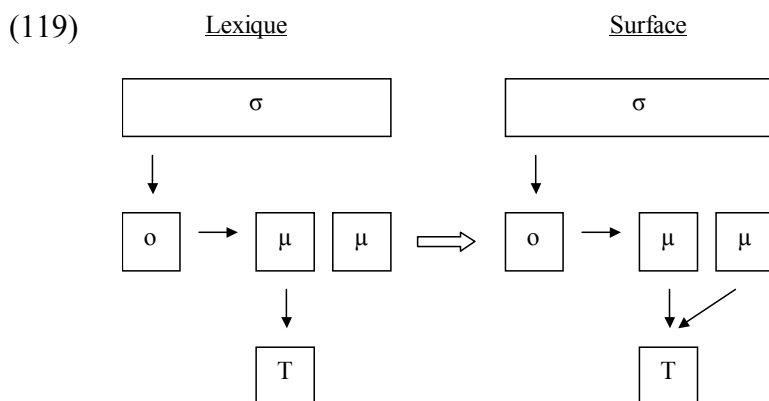 (119) Lexique Surface
σ σ
o μ μ o μ μ
T T